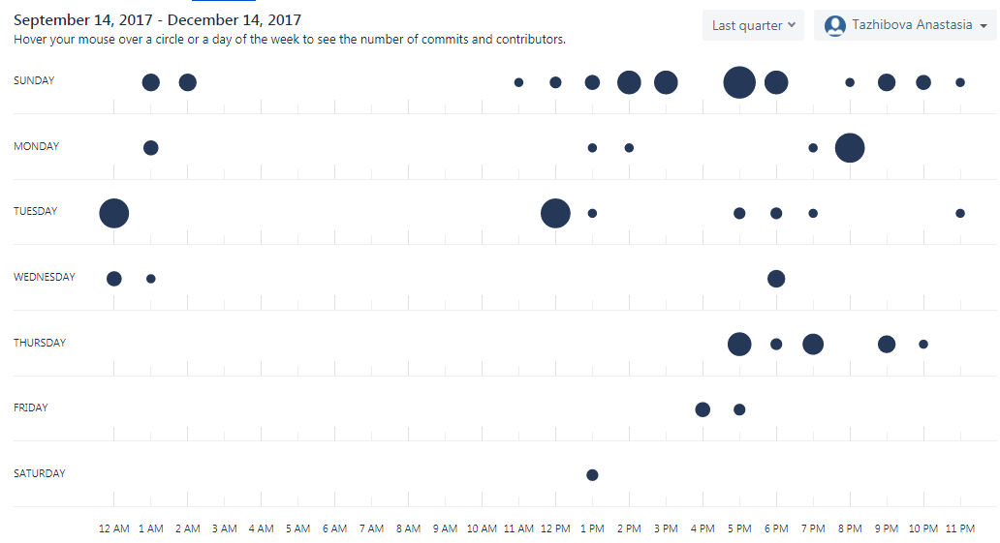 September 14, 2017 - December 14, 2017
Last quarter
Tazhibova Anastasia
Hover your mouse over a circle or a day of the week to see the number of commits and contributors.
SUNDAY
MONDAY
TUESDAY
WEDNESDAY
THURSDAY
FRIDAY
SATURDAY
12 AM 1 AM 2 AM 3 AM 4 AM 5 AM 6 AM 7 AM 8 AM 9 AM 10 AM 11 AM 12 PM 1 PM 2 PM 3 PM 4 PM 5 PM 6 PM 7 PM 8 PM 9 PM 10 PM 11 PM